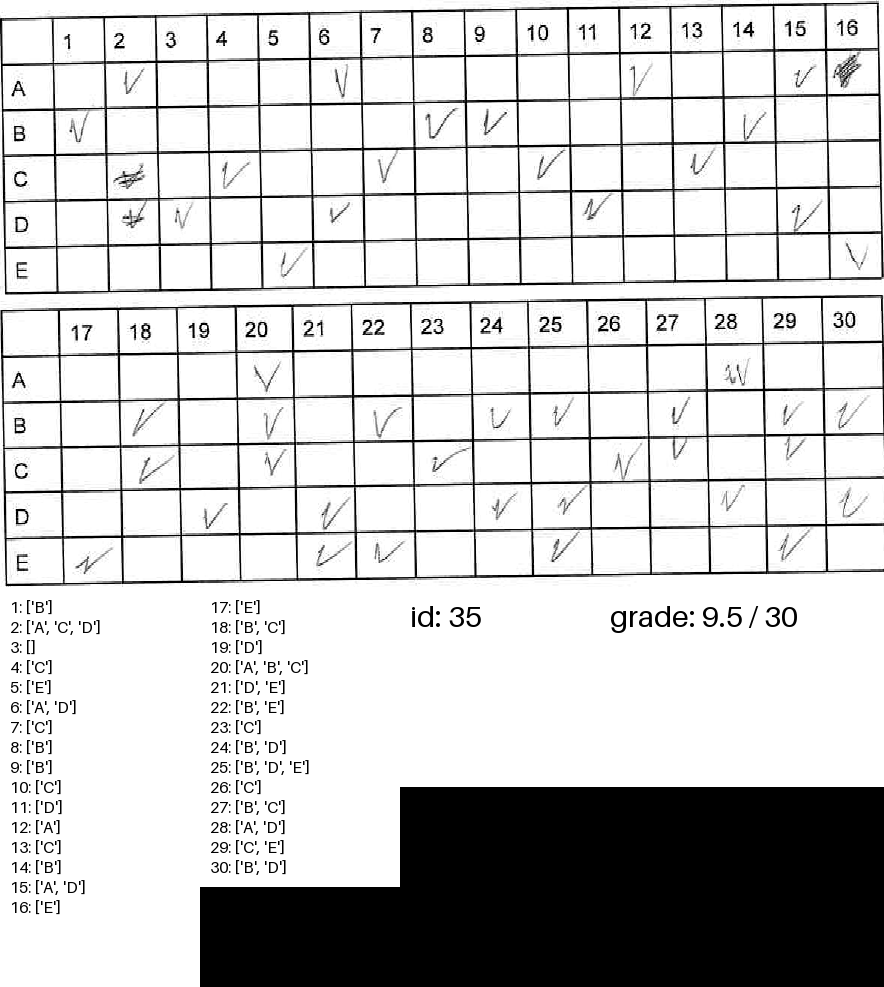 1 2 3 4 5 6 7 8 9 10 11 12 13 14 15 16
A
B
C
D
E
17 18 19 20 21 22 23 24 25 26 27 28 29 30
A
B
C
D
E
1: ['B']
2: ['A', 'C', 'D']
3: []
4: ['C']
5: ['E']
6: ['A', 'D']
7: ['C']
8: ['B']
9: ['B']
10: ['C']
11: ['D']
12: ['A']
13: ['C']
14: ['B']
15: ['A', 'D']
16: ['E']
17: ['E']
18: ['B', 'C']
19: ['D']
20: ['A', 'B', 'C']
21: ['D', 'E']
22: ['B', 'E']
23: ['C']
24: ['B', 'D']
25: ['B', 'D', 'E']
26: ['C']
27: ['B', 'C']
28: ['A', 'D']
29: ['C', 'E']
30: ['B', 'D']
id: 35
grade: 9.5 / 30